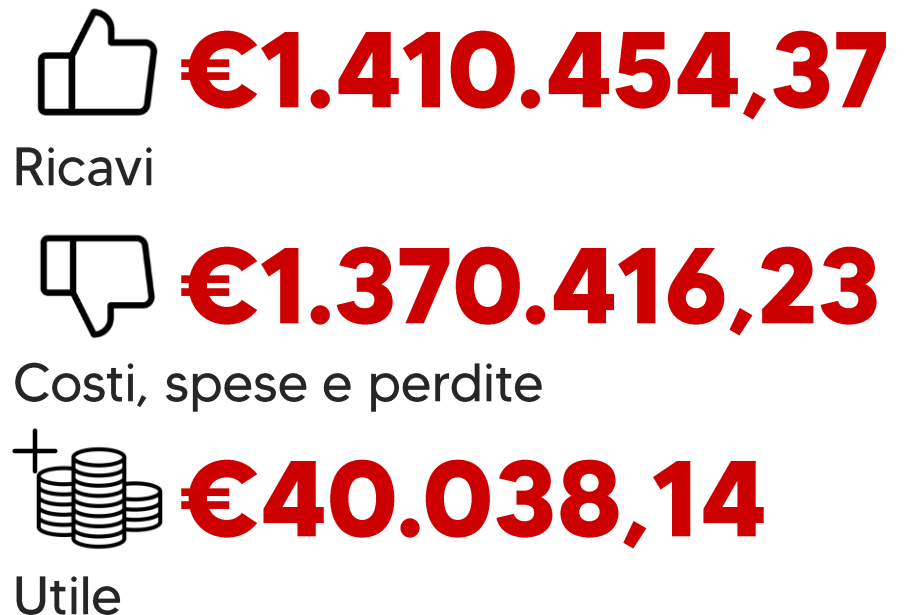 €1.410.454,37
Ricavi
€1.370.416,23
Costi, spese e perdite
€40.038,14
Utile